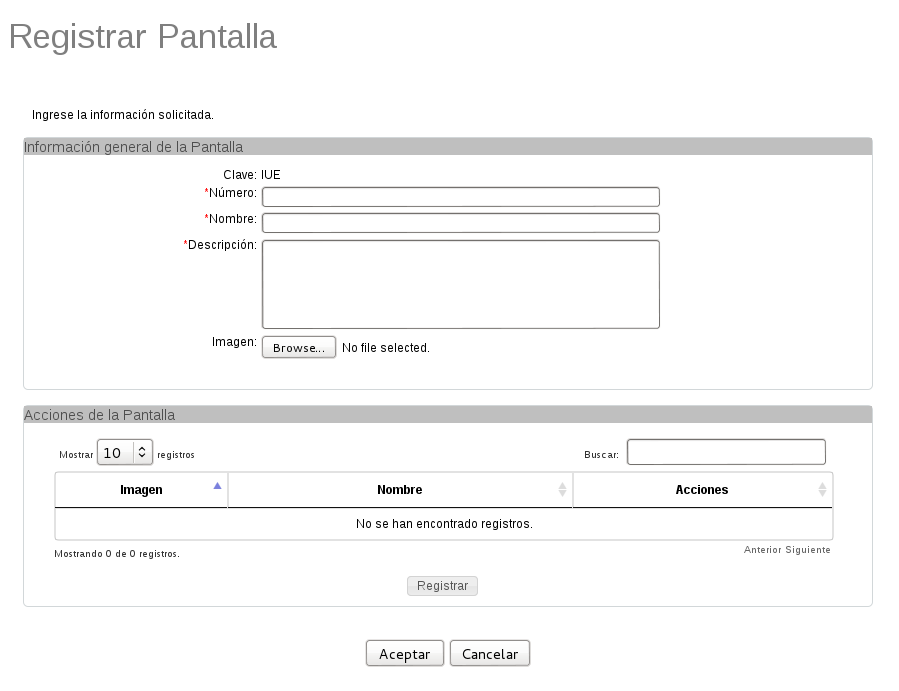 Registrar Pantalla
Ingrese la información solicitada.
Información general de la Pantalla
Clave: IUE
*Número:
*Nombre:
*Descripción:
Imagen: Browse... No file selected.
Acciones de la Pantalla
Mostrar 10 registros Buscar:
Imagen Nombre Acciones
No se han encontrado registros.
Mostrando 0 de 0 registros. Anterior Siguiente
Registrar
Aceptar Cancelar